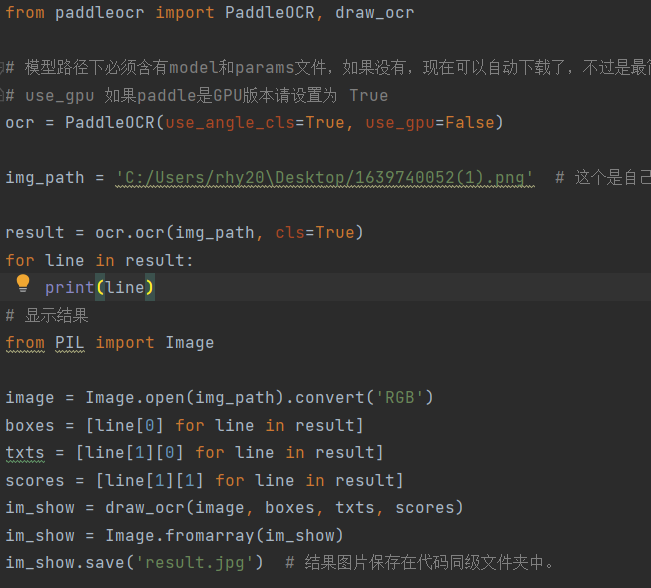 from paddleocr import PaddleOCR, draw_ocr
# 模型路径下必须含有model和params文件，如果没有，现在可以自动下载了，不过是最
# use_gpu 如果paddle是GPU版本请设置为 True
ocr = PaddleOCR(use_angle_cls=True, use_gpu=False)
img_path = 'C:/Users/rhy20\Desktop/1639740052(1).png'  # 这个是自己
result = ocr.ocr(img_path, cls=True)
for line in result:
    print(line)
# 显示结果
from PIL import Image
image = Image.open(img_path).convert('RGB')
boxes = [line[0] for line in result]
txts = [line[1][0] for line in result]
scores = [line[1][1] for line in result]
im_show = draw_ocr(image, boxes, txts, scores)
im_show = Image.fromarray(im_show)
im_show.save('result.jpg')  # 结果图片保存在代码同级文件夹中。